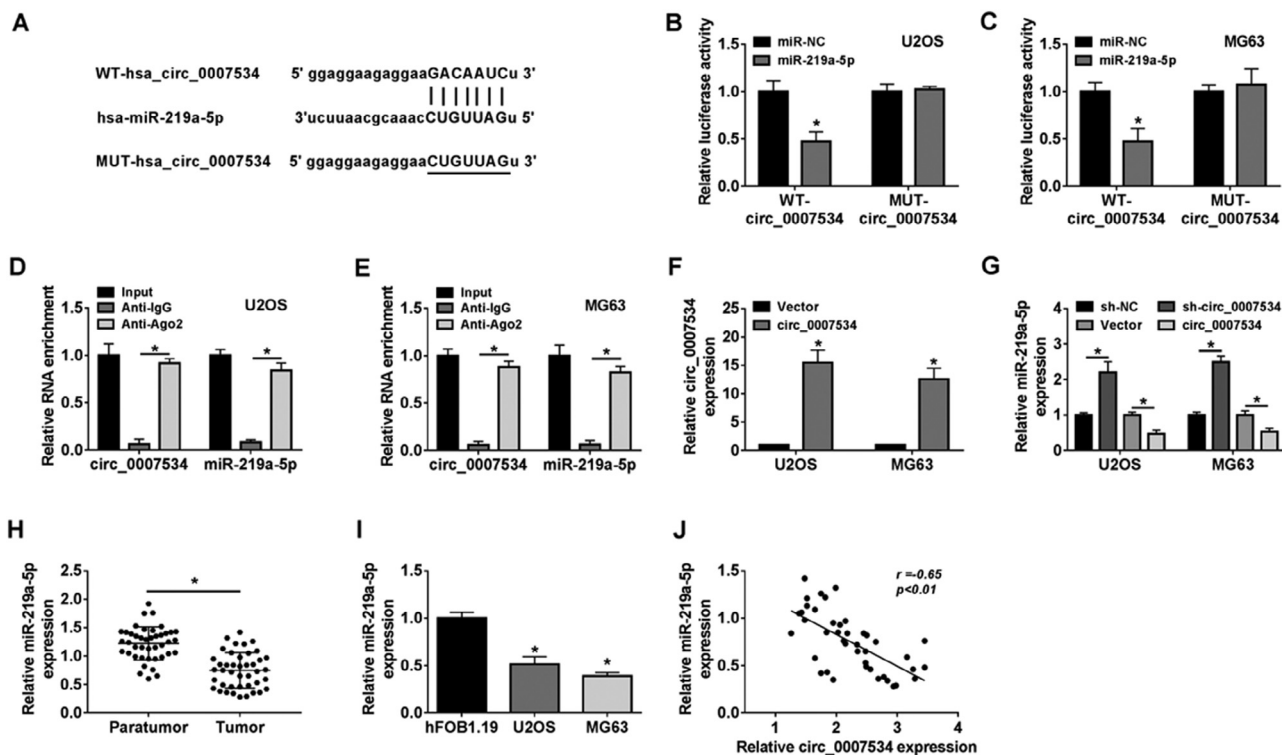 A
WT-hsa_circ_0007534 5' ggaggaagaggaaGACAAUCu 3'
hsa-miR-219a-5p 3'ucuuaacgcaaacCUGUUAGu 5'
MUT-hsa_circ_0007534 5' ggaggaagaggaaCUGUUAGu 3'
B
Relative luciferase activity
miR-NC
miR-219a-5p
U2OS
1.5
1.0
0.5
0.0
*
WT-
circ_0007534
MUT-
circ_0007534
C
Relative luciferase activity
miR-NC
miR-219a-5p
MG63
1.5
1.0
0.5
0.0
*
WT-
circ_0007534
MUT-
circ_0007534
D
Relative RNA enrichment
Input
Anti-IgG
Anti-Ago2
U2OS
1.5
1.0
0.5
0.0
*
*
circ_0007534
miR-219a-5p
E
Relative RNA enrichment
Input
Anti-IgG
Anti-Ago2
MG63
1.5
1.0
0.5
0.0
*
*
circ_0007534
miR-219a-5p
F
Relative circ_0007534
expression
Vector
circ_0007534
25
20
15
10
5
0
*
*
U2OS
MG63
G
Relative miR-219a-5p
expression
sh-NC
sh-circ_0007534
Vector
circ_0007534
4
3
2
1
0
*
*
*
*
U2OS
MG63
H
Relative miR-219a-5p
expression
2.5
2.0
1.5
1.0
0.5
0.0
*
Paratumor
Tumor
I
Relative miR-219a-5p
expression
1.5
1.0
0.5
0.0
*
*
hFOB1.19
U2OS
MG63
J
Relative miR-219a-5p
expression
1.5
1.0
0.5
0.0
r =-0.65
p<0.01
1 2 3 4
Relative circ_0007534 expression